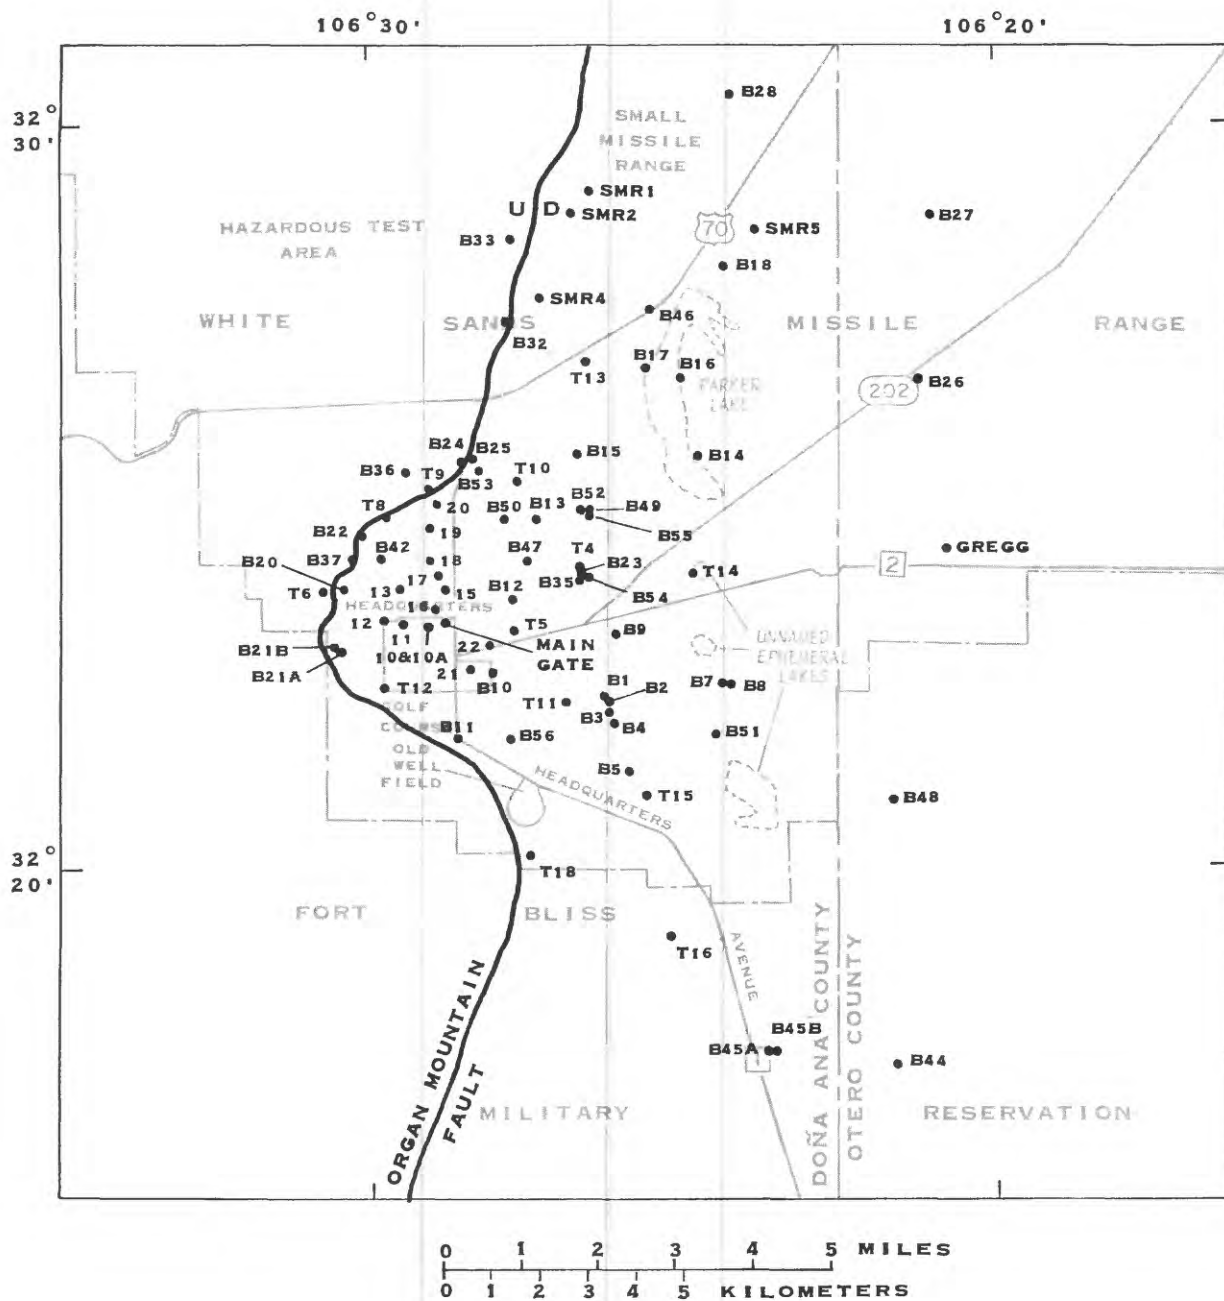 106°30'
106°20'
32°
30'
B28
SMALL
MISSILE
RANGE
SMR1
U D
SMR2
B27
HAZARDOUS TEST
AREA
B33
70
SMR5
B18
SMR4
B46
WHITE
SANDS
MISSILE
RANGE
B32
B17
B16
T13
PARKER
LAKE
202
B26
B24
B25
B15
B14
B36
T9
B53
T10
B52
T8
20
B50
B13
B49
B22
19
B55
B37
B42
B47
T4
GREGG
B20
18
B23
2
17
B12
B35
T14
T6
13
15
B54
HEADQUARTERS
12
T5
B9
11
22
MAIN
GATE
UNNAMED
EPHEMERAL
LAKES
B21B
10&10A
B21A
21
B10
B1
B7
B8
T12
T11
B2
GOLF
COURSE
B3
B11
B56
B4
B51
OLD
WELL
FIELD
B5
HEADQUARTERS
T15
B48
32°
20'
T18
FORT
BLISS
T16
AVENUE
DOÑA ANA COUNTY
OTERO COUNTY
ORGAN MOUNTAIN
FAULT
B45B
B45A
B44
MILITARY
RESERVATION
0 1 2 3 4 5 MILES
0 1 2 3 4 5 KILOMETERS